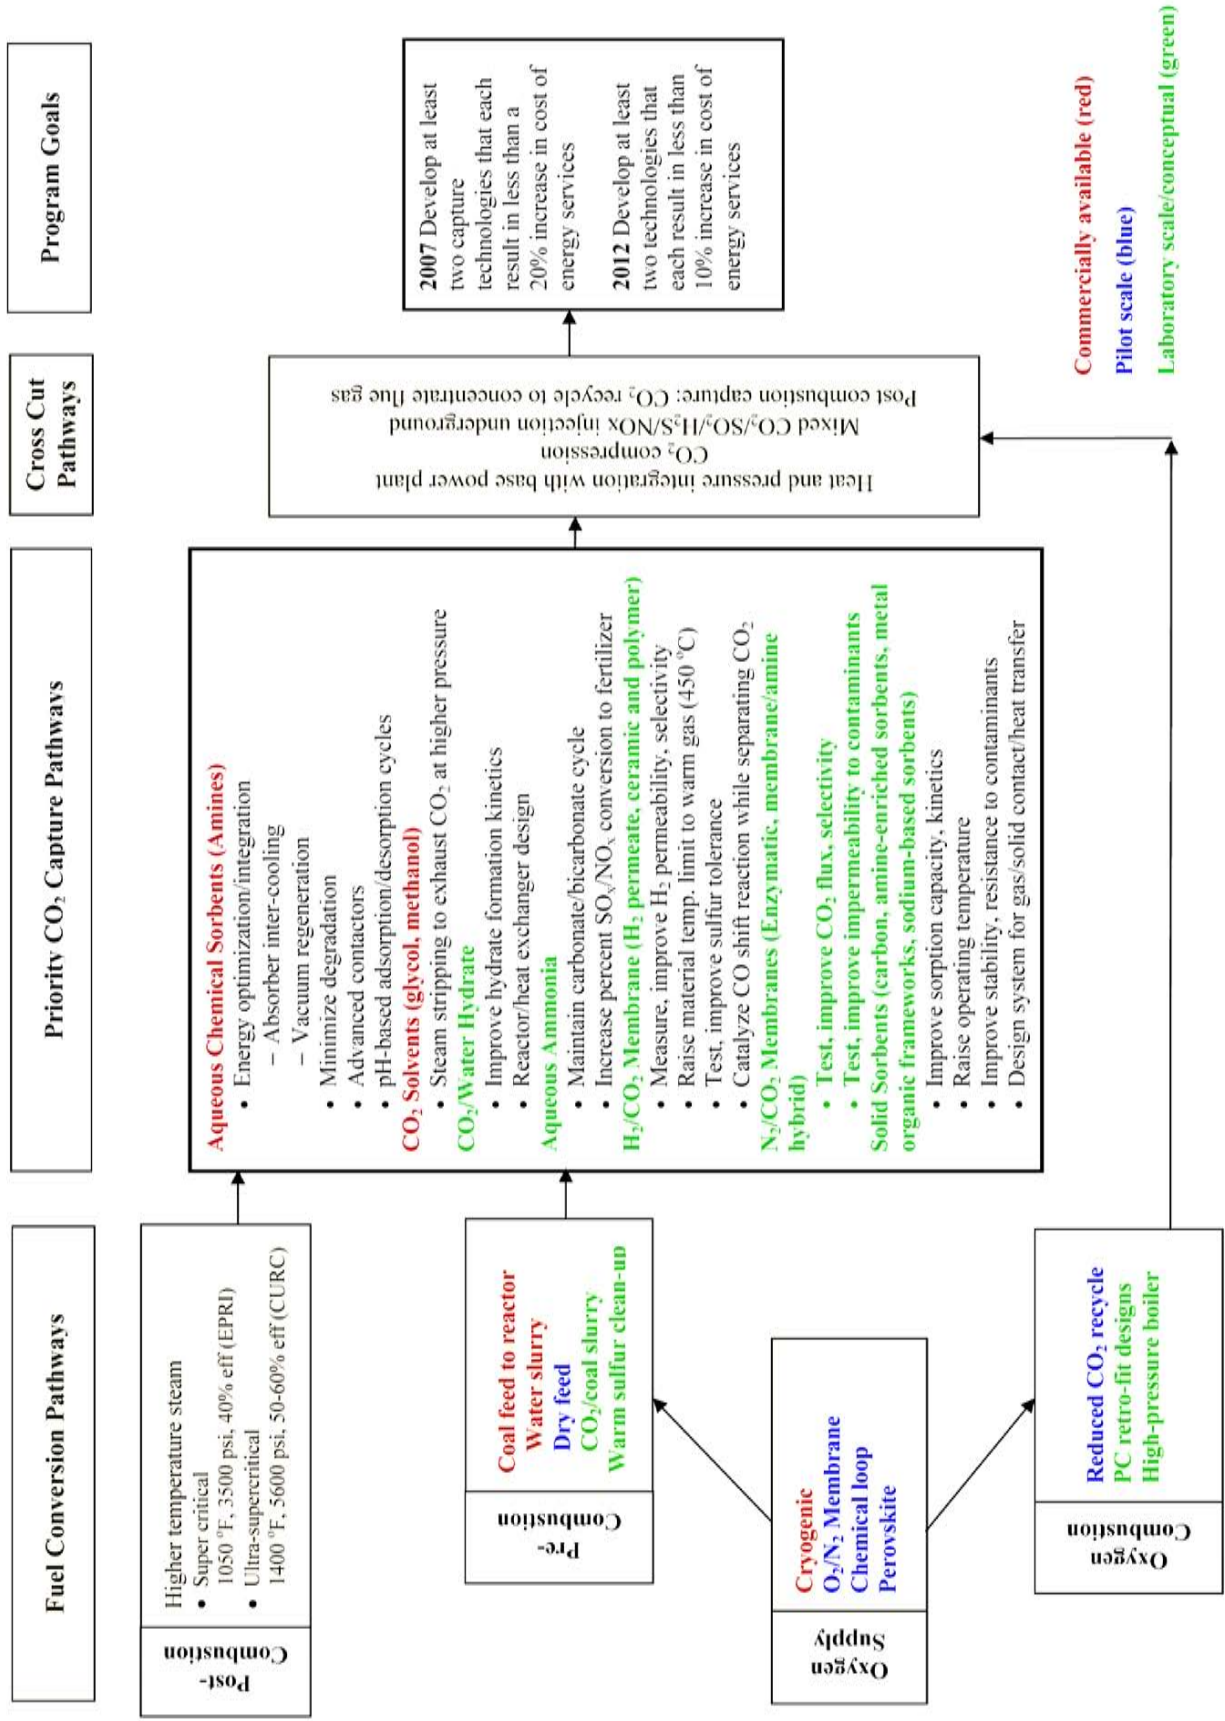 Fuel Conversion Pathways
Priority CO₂ Capture Pathways
Cross Cut
Pathways
Program Goals
Post-
Combustion
Higher temperature steam
• Super critical
1050 °F, 3500 psi, 40% eff (EPRI)
• Ultra-supercritical
1400 °F, 5600 psi, 50-60% eff (CURC)
Pre-
Combustion
Coal feed to reactor
Water slurry
Dry feed
CO₂/coal slurry
Warm sulfur clean-up
Oxygen
Supply
Cryogenic
O₂/N₂ Membrane
Chemical loop
Perovskite
Oxygen
Combustion
Reduced CO₂ recycle
PC retro-fit designs
High-pressure boiler
Aqueous Chemical Sorbents (Amines)
• Energy optimization/integration
– Absorber inter-cooling
– Vacuum regeneration
• Minimize degradation
• Advanced contactors
• pH-based adsorption/desorption cycles
CO₂ Solvents (glycol, methanol)
• Steam stripping to exhaust CO₂ at higher pressure
CO₂/Water Hydrate
• Improve hydrate formation kinetics
• Reactor/heat exchanger design
Aqueous Ammonia
• Maintain carbonate/bicarbonate cycle
• Increase percent SOₓ/NOₓ conversion to fertilizer
H₂/CO₂ Membrane (H₂ permeate, ceramic and polymer)
• Measure, improve H₂ permeability, selectivity
• Raise material temp. limit to warm gas (450 °C)
• Test, improve sulfur tolerance
• Catalyze CO shift reaction while separating CO₂
N₂/CO₂ Membranes (Enzymatic, membrane/amine
hybrid)
• Test, improve CO₂ flux, selectivity
• Test, improve impermeability to contaminants
Solid Sorbents (carbon, amine-enriched sorbents, metal
organic frameworks, sodium-based sorbents)
• Improve sorption capacity, kinetics
• Raise operating temperature
• Improve stability, resistance to contaminants
• Design system for gas/solid contact/heat transfer
Heat and pressure integration with base power plant
CO₂ compression
Mixed CO₂/SO₂/H₂S/NOx injection underground
Post combustion capture: CO₂ recycle to concentrate flue gas
2007 Develop at least
two capture
technologies that each
result in less than a
20% increase in cost of
energy services
2012 Develop at least
two technologies that
each result in less than
10% increase in cost of
energy services
Commercially available (red)
Pilot scale (blue)
Laboratory scale/conceptual (green)